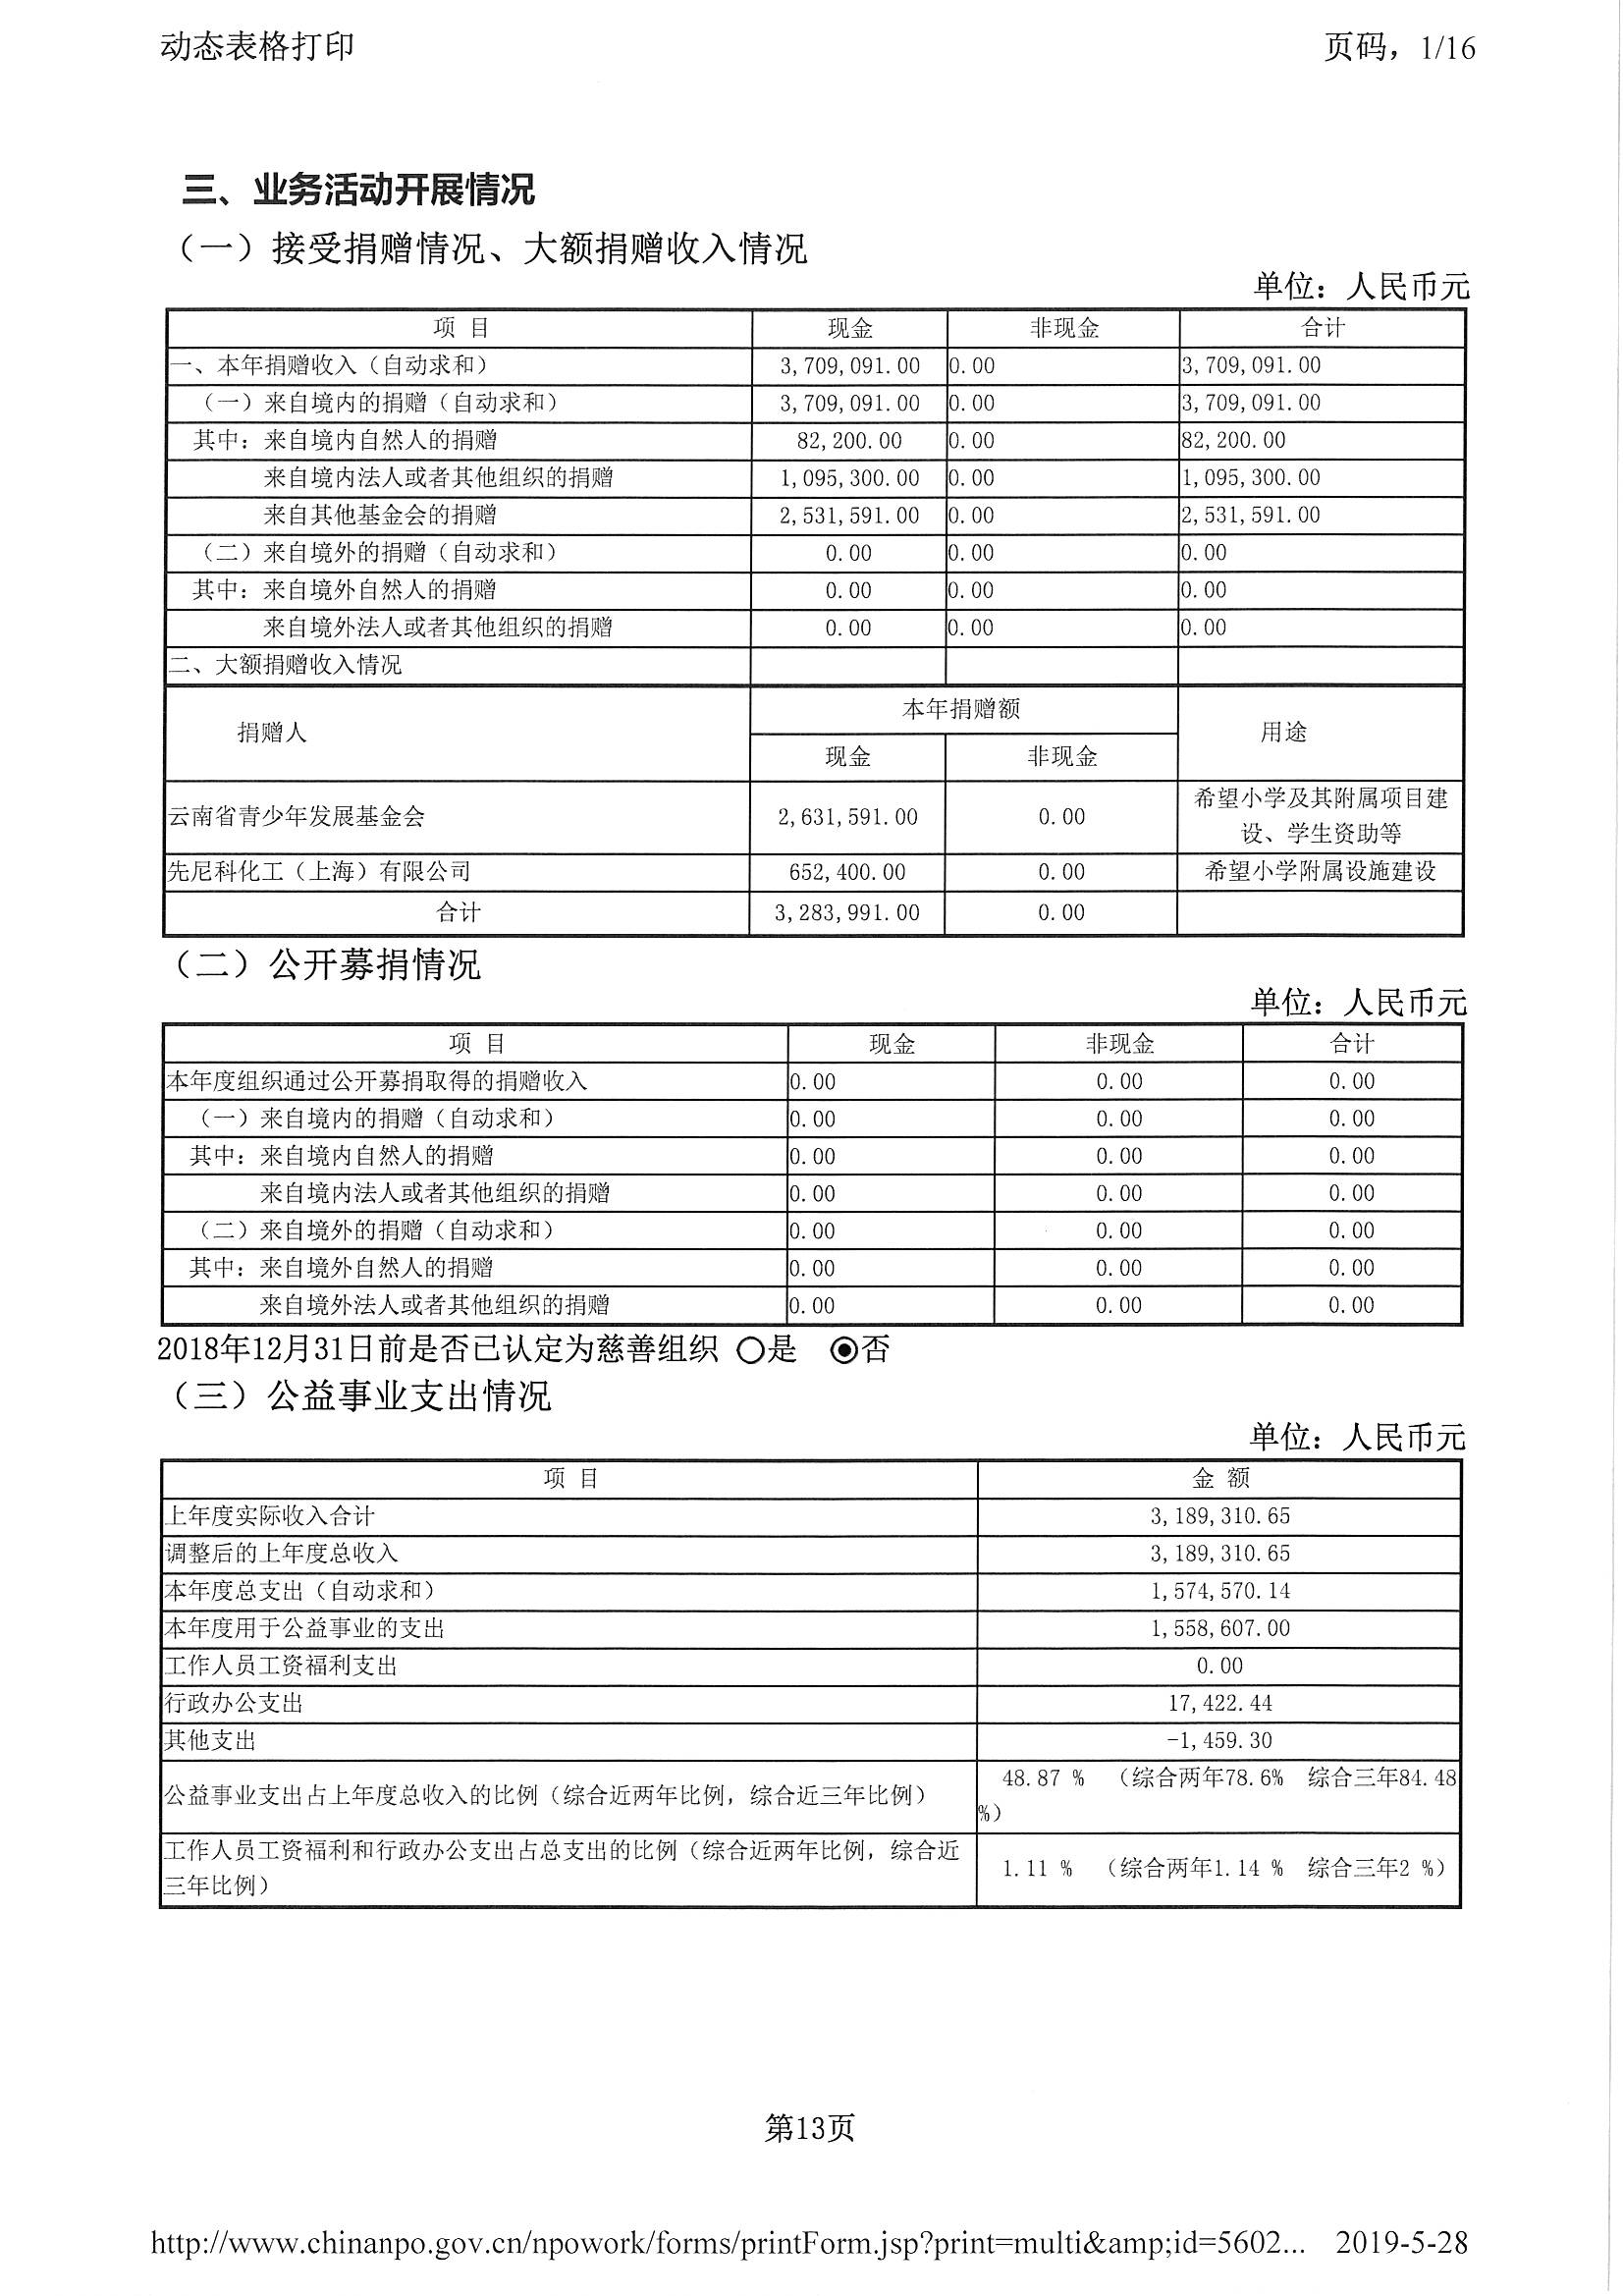 动态表格打印 页码，1/16
三、业务活动开展情况
（一）接受捐赠情况、大额捐赠收入情况
单位：人民币元
项 目 现金 非现金 合计
一、本年捐赠收入（自动求和） 3,709,091.00 0.00 3,709,091.00
（一）来自境内的捐赠（自动求和） 3,709,091.00 0.00 3,709,091.00
其中：来自境内自然人的捐赠 82,200.00 0.00 82,200.00
来自境内法人或者其他组织的捐赠 1,095,300.00 0.00 1,095,300.00
来自其他基金会的捐赠 2,531,591.00 0.00 2,531,591.00
（二）来自境外的捐赠（自动求和） 0.00 0.00 0.00
其中：来自境外自然人的捐赠 0.00 0.00 0.00
来自境外法人或者其他组织的捐赠 0.00 0.00 0.00
二、大额捐赠收入情况
捐赠人 本年捐赠额 用途
现金 非现金
云南省青少年发展基金会 2,631,591.00 0.00 希望小学及其附属项目建
设、学生资助等
先尼科化工（上海）有限公司 652,400.00 0.00 希望小学附属设施建设
合计 3,283,991.00 0.00
（二）公开募捐情况
单位：人民币元
项 目 现金 非现金 合计
本年度组织通过公开募捐取得的捐赠收入 0.00 0.00 0.00
（一）来自境内的捐赠（自动求和） 0.00 0.00 0.00
其中：来自境内自然人的捐赠 0.00 0.00 0.00
来自境内法人或者其他组织的捐赠 0.00 0.00 0.00
（二）来自境外的捐赠（自动求和） 0.00 0.00 0.00
其中：来自境外自然人的捐赠 0.00 0.00 0.00
来自境外法人或者其他组织的捐赠 0.00 0.00 0.00
2018年12月31日前是否已认定为慈善组织 ○是 ◉否
（三）公益事业支出情况
单位：人民币元
项 目 金 额
上年度实际收入合计 3,189,310.65
调整后的上年度总收入 3,189,310.65
本年度总支出（自动求和） 1,574,570.14
本年度用于公益事业的支出 1,558,607.00
工作人员工资福利支出 0.00
行政办公支出 17,422.44
其他支出 -1,459.30
公益事业支出占上年度总收入的比例（综合近两年比例，综合近三年比例） 48.87 % （综合两年78.6% 综合三年84.48
%）
工作人员工资福利和行政办公支出占总支出的比例（综合近两年比例，综合近
三年比例） 1.11 % （综合两年1.14 % 综合三年2 %）
第13页
http://www.chinanpo.gov.cn/npowork/forms/printForm.jsp?print=multi&amp;id=5602... 2019-5-28